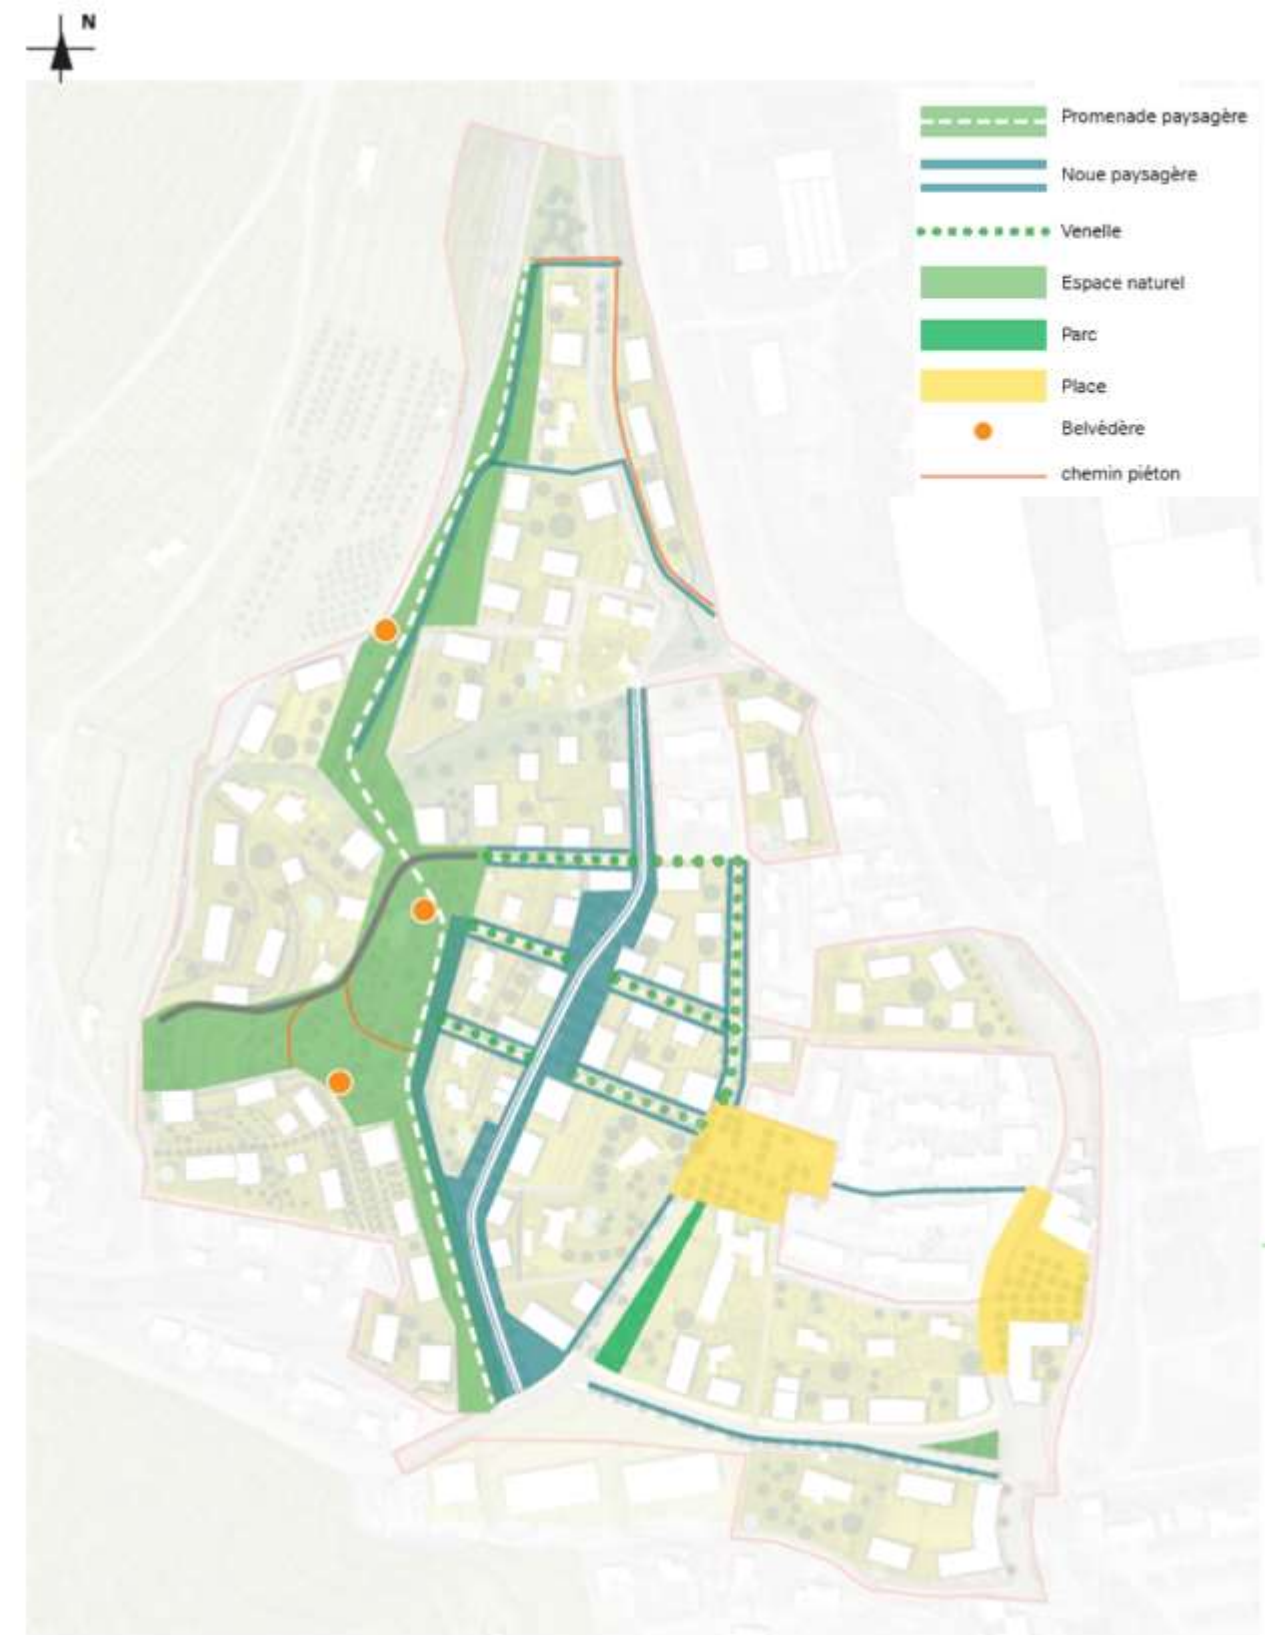 N
Promenade paysagère
Noue paysagère
Venelle
Espace naturel
Parc
Place
Belvédère
chemin piéton